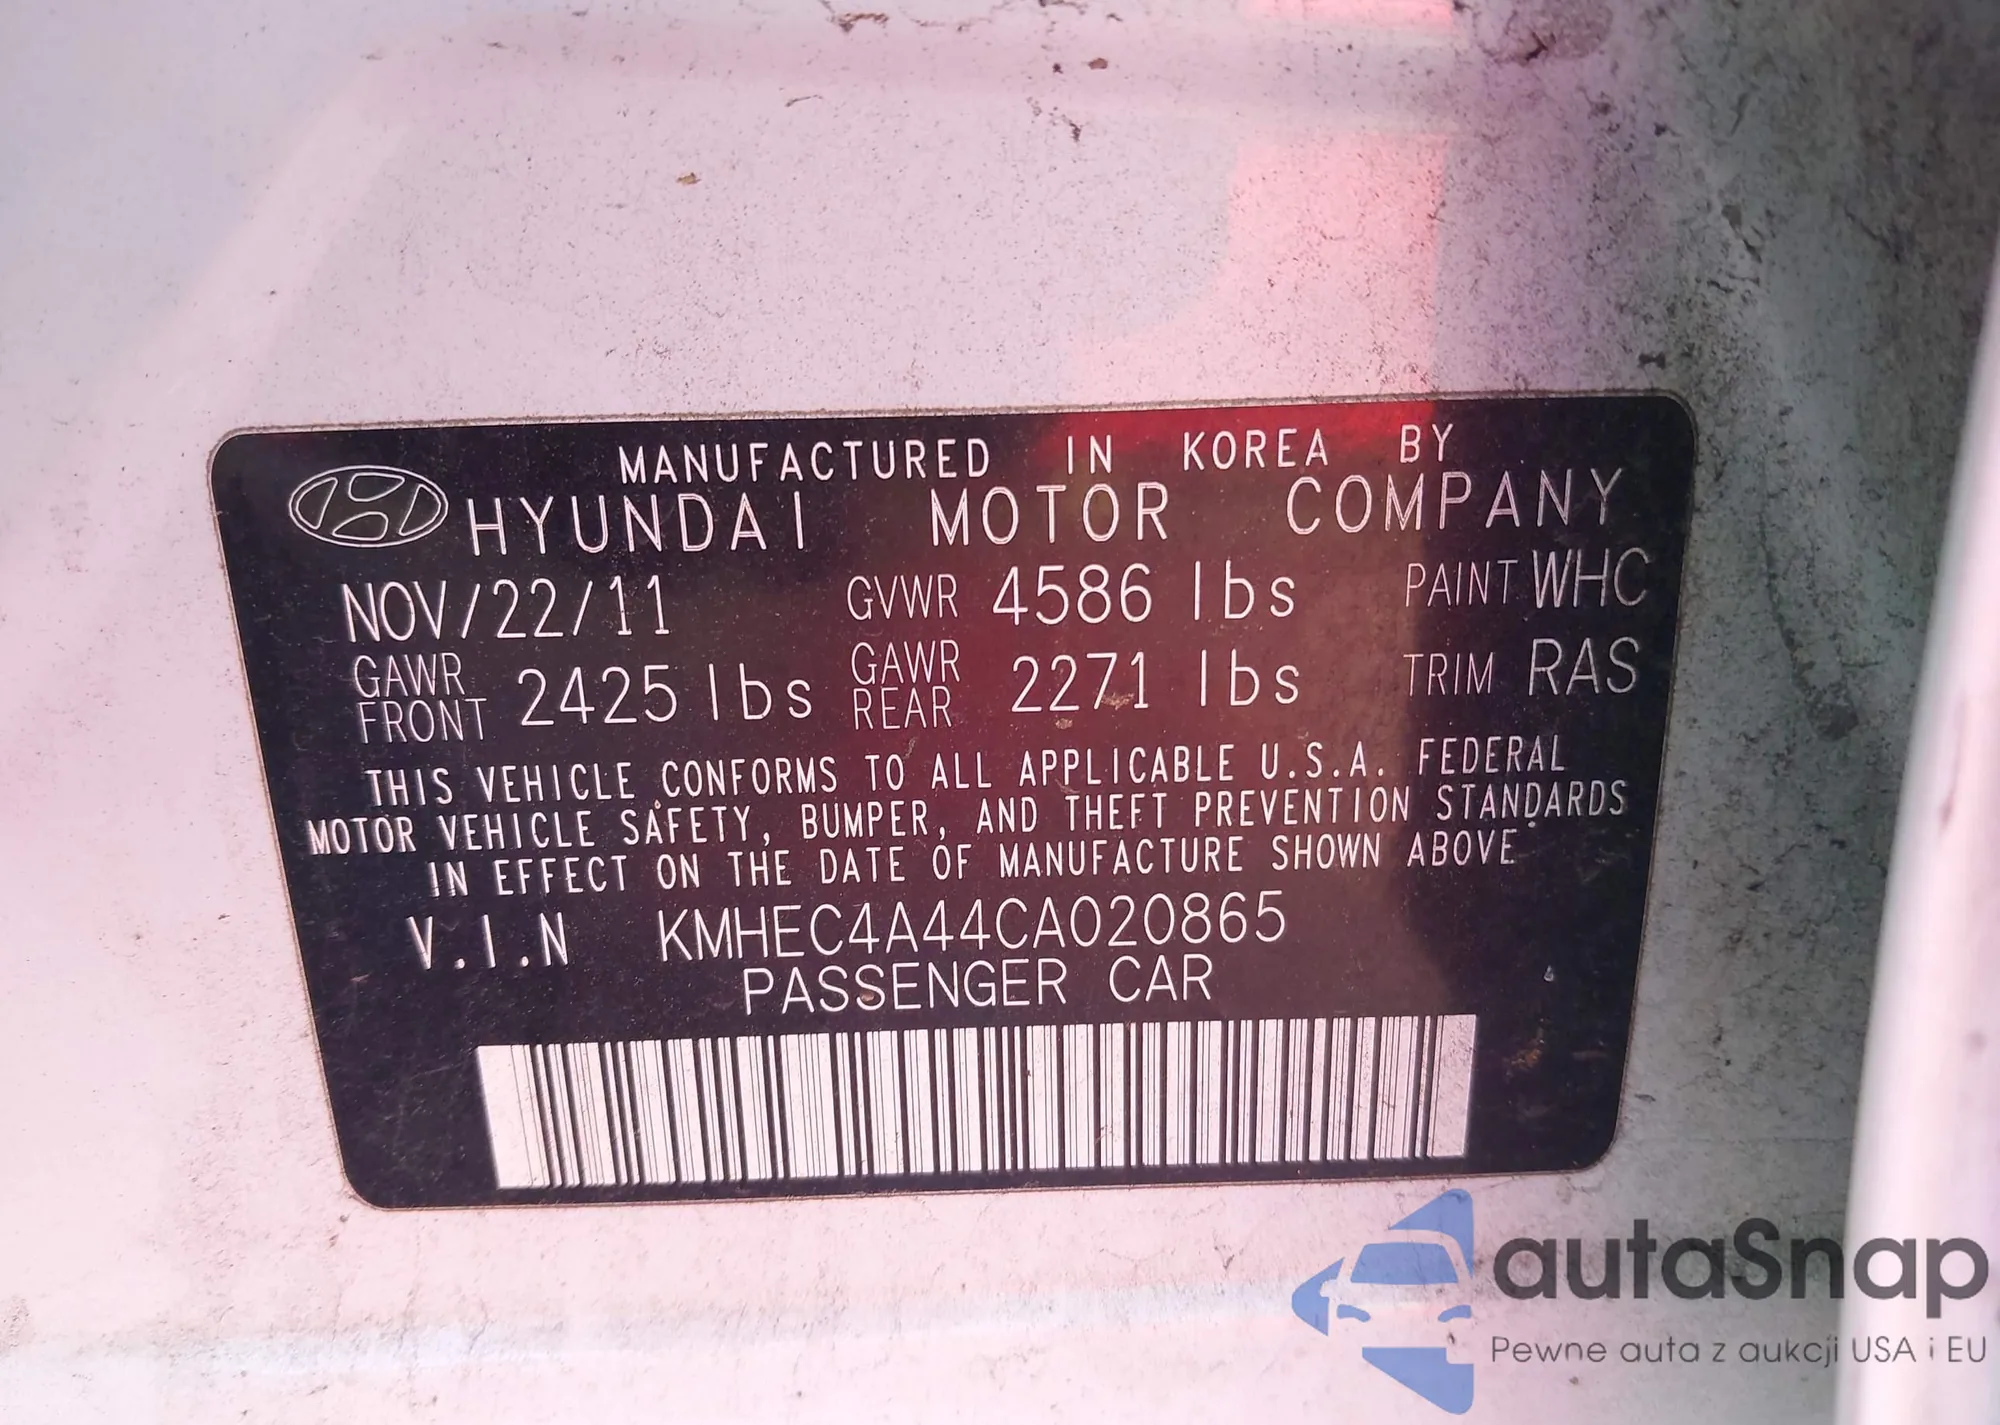 MANUFACTURED IN KOREA BY
HYUNDAI MOTOR COMPANY
NOV/22/11 GVWR 4586 lbs PAINT WHC
GAWR FRONT 2425 lbs GAWR REAR 2271 lbs TRIM RAS
THIS VEHICLE CONFORMS TO ALL APPLICABLE U.S.A. FEDERAL
MOTOR VEHICLE SAFETY, BUMPER, AND THEFT PREVENTION STANDARDS
IN EFFECT ON THE DATE OF MANUFACTURE SHOWN ABOVE
V.I.N KMHEC4A44CA020865
PASSENGER CAR
autaSnap
Pewne auta z aukcji USA i EU